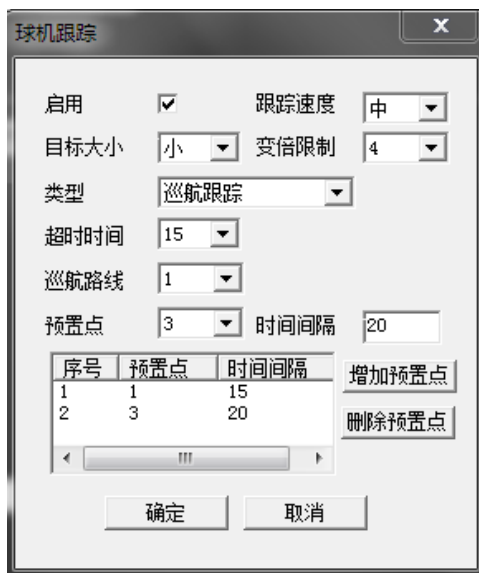 球机跟踪
启用 跟踪速度 中
目标大小 小 变倍限制 4
类型 巡航跟踪
超时时间 15
巡航路线 1
预置点 3 时间间隔 20
序号 预置点 时间间隔
1 1 15
2 3 20
增加预置点
删除预置点
确定 取消